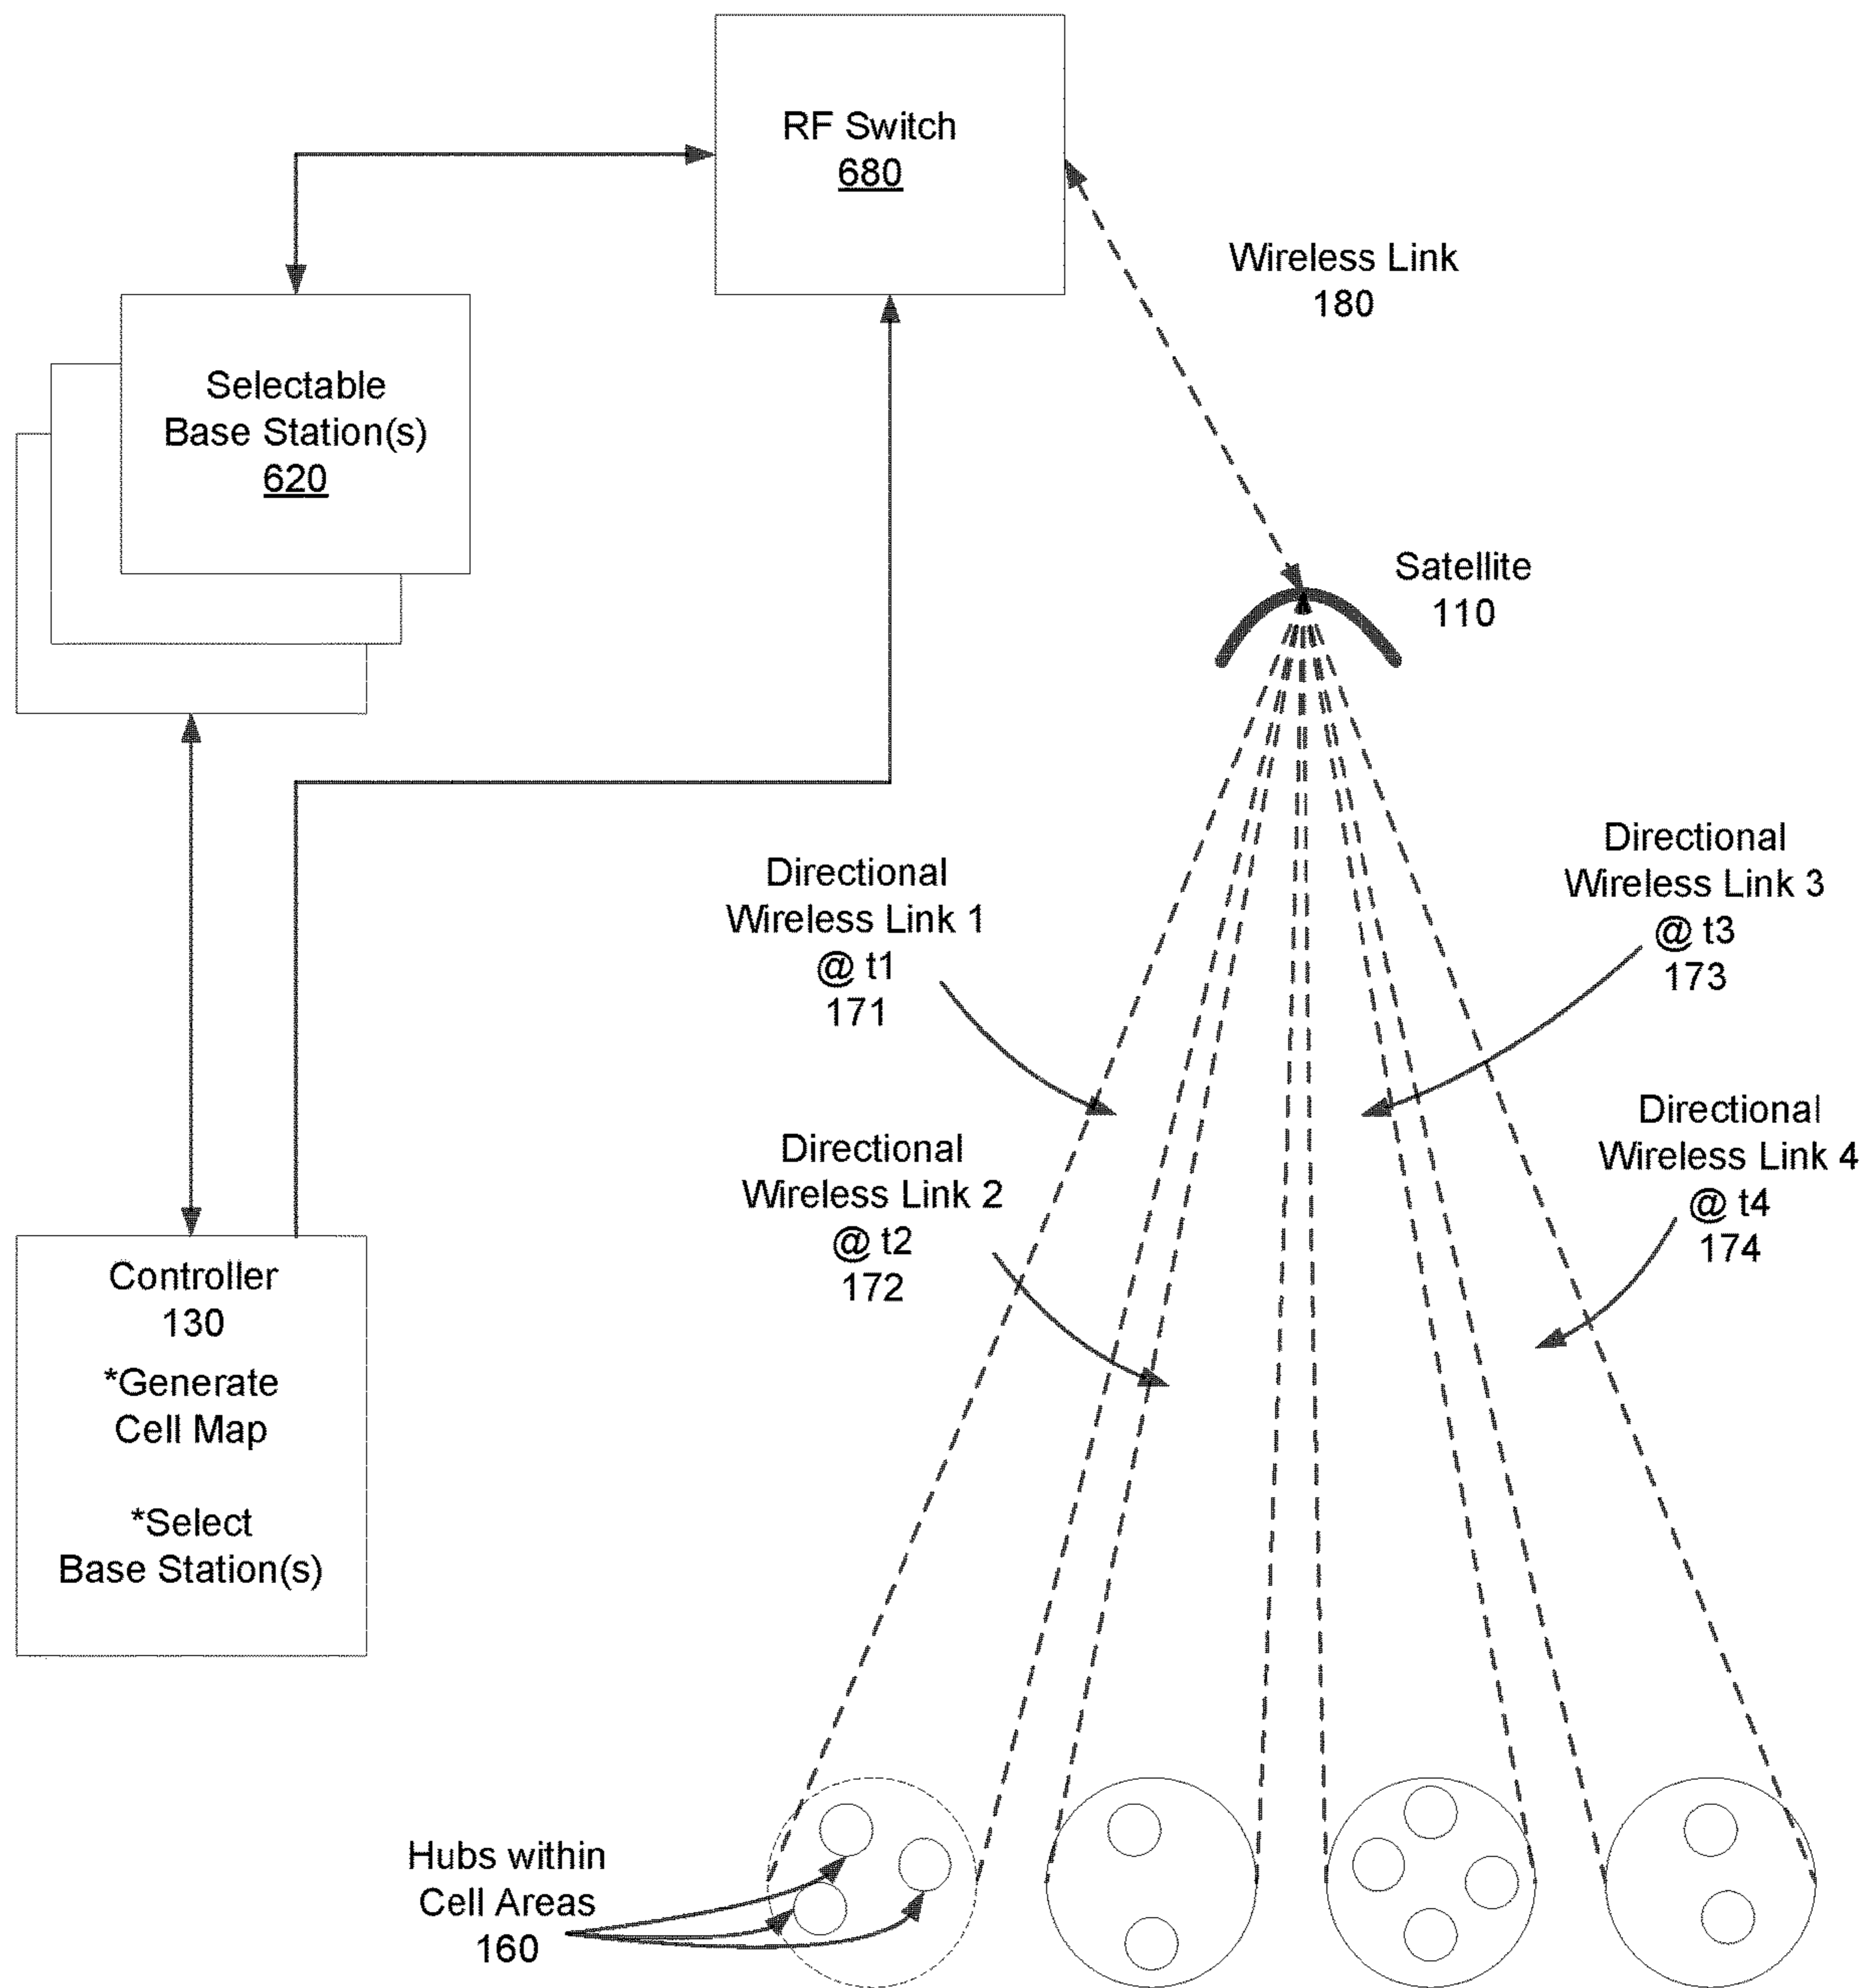 RF Switch
680
Wireless Link
180
Selectable
Base Station(s)
620
Satellite
110
Directional
Wireless Link 1
@ t1
171
Directional
Wireless Link 3
@ t3
173
Directional
Wireless Link 2
@ t2
172
Directional
Wireless Link 4
@ t4
174
Controller
130
*Generate
Cell Map
*Select
Base Station(s)
Hubs within
Cell Areas
160